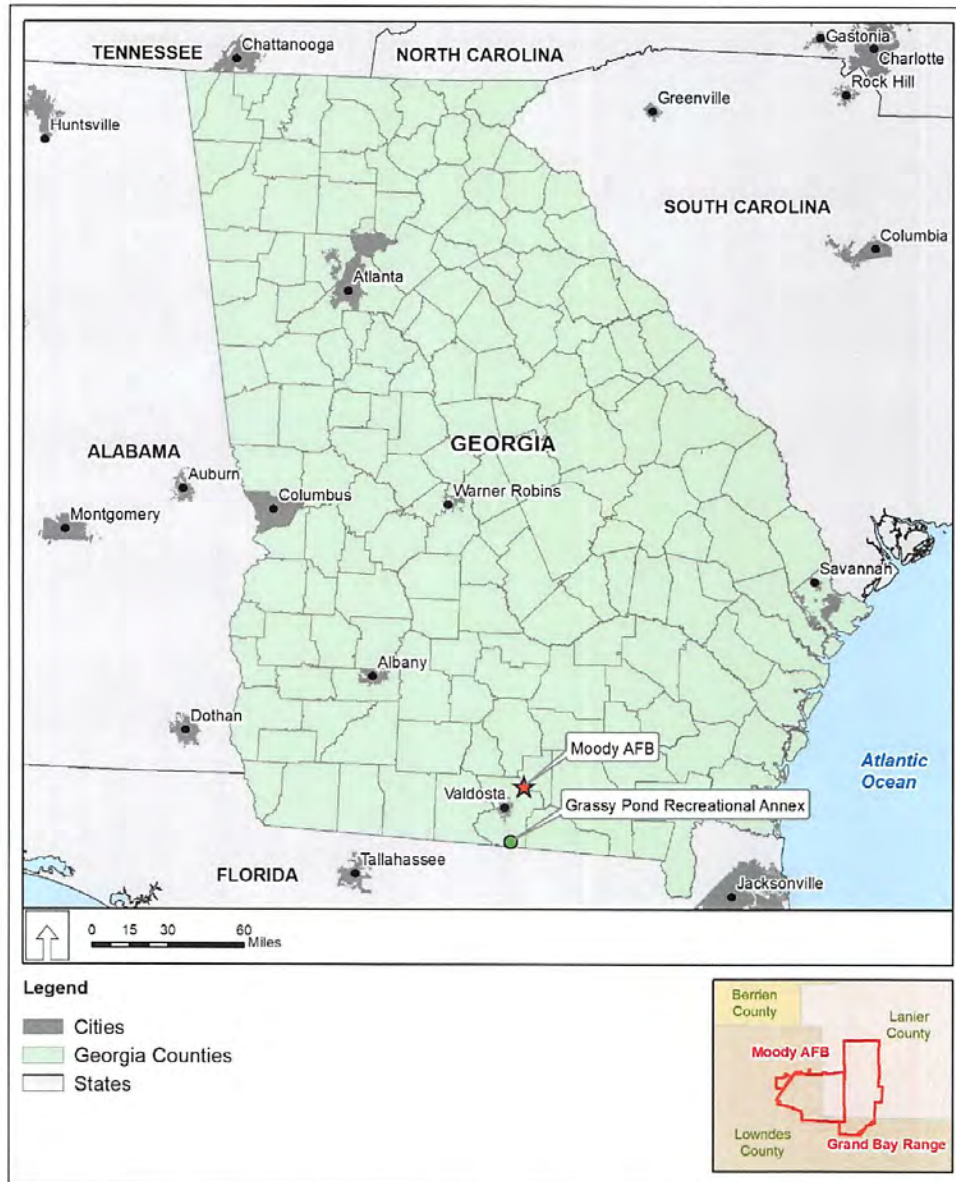 TENNESSEE
Chattanooga
NORTH CAROLINA
Gastonia
Charlotte
Rock Hill
Huntsville
Greenville
SOUTH CAROLINA
Columbia
Atlanta
GEORGIA
ALABAMA
Auburn
Columbus
Warner Robins
Montgomery
Savannah
Albany
Dothan
Moody AFB
Atlantic
Ocean
Valdosta
Grassy Pond Recreational Annex
FLORIDA
Tallahassee
Jacksonville
0 15 30 60
Miles
Legend
Cities
Georgia Counties
States
Berrien
County
Lanier
County
Moody AFB
Lowndes
County
Grand Bay Range